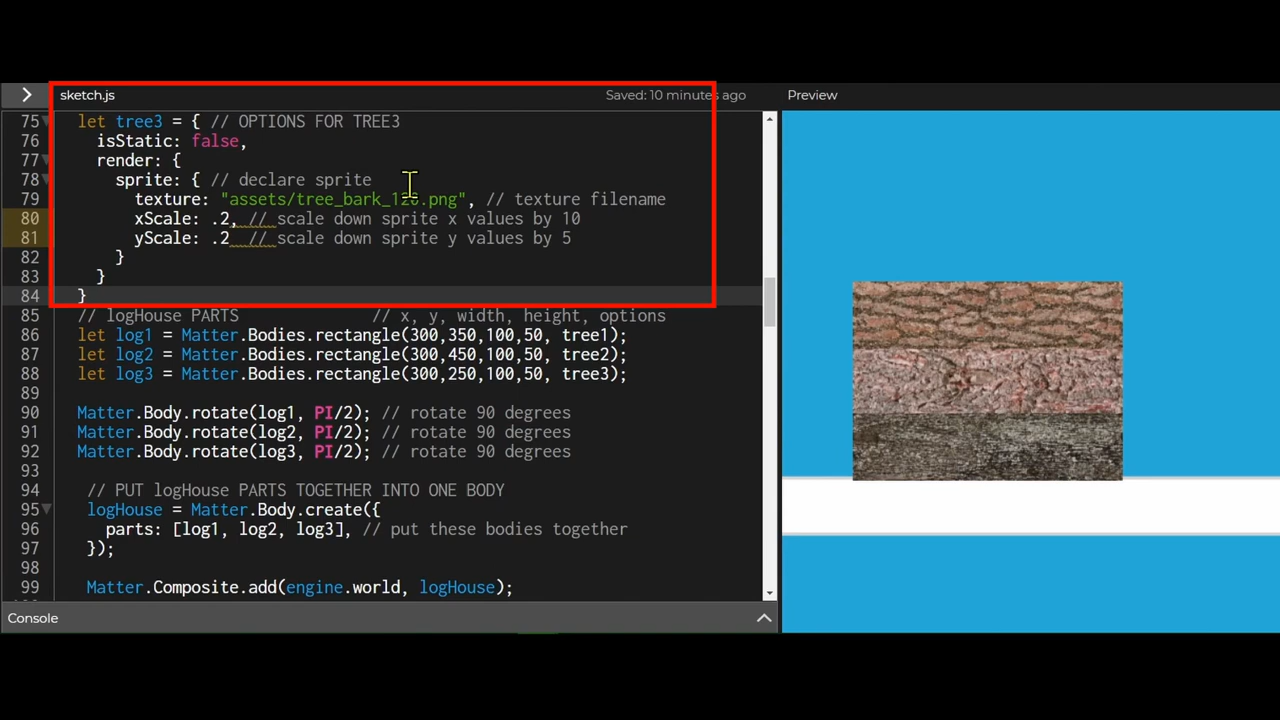 sketch.js
Saved: 10 minutes ago
Preview
75 let tree3 = { // OPTIONS FOR TREE3
76 isStatic: false,
77 render: {
78 sprite: { // declare sprite
79 texture: "assets/tree_bark_126.png", // texture filename
80 xScale: .2, // scale down sprite x values by 10
81 yScale: .2 // scale down sprite y values by 5
82 }
83 }
84 }
85 // logHouse PARTS // x, y, width, height, options
86 let log1 = Matter.Bodies.rectangle(300,350,100,50, tree1);
87 let log2 = Matter.Bodies.rectangle(300,450,100,50, tree2);
88 let log3 = Matter.Bodies.rectangle(300,250,100,50, tree3);
89
90 Matter.Body.rotate(log1, PI/2); // rotate 90 degrees
91 Matter.Body.rotate(log2, PI/2); // rotate 90 degrees
92 Matter.Body.rotate(log3, PI/2); // rotate 90 degrees
93
94 // PUT logHouse PARTS TOGETHER INTO ONE BODY
95 logHouse = Matter.Body.create({
96 parts: [log1, log2, log3], // put these bodies together
97 });
98
99 Matter.Composite.add(engine.world, logHouse);
Console